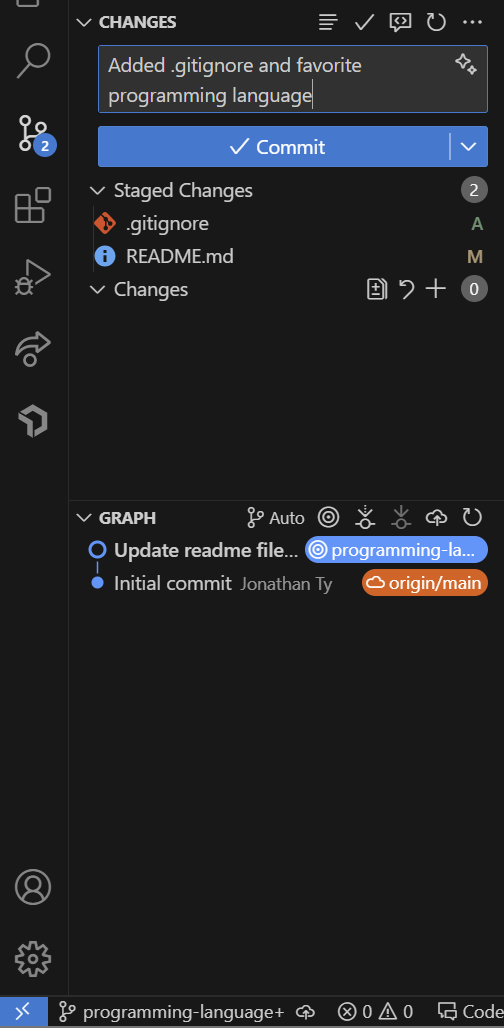 CHANGES
Added .gitignore and favorite
programming language
Commit
2
Staged Changes 2
.gitignore A
README.md M
Changes 0
GRAPH Auto
Update readme file... programming-la...
Initial commit Jonathan Ty origin/main
programming-language+ 0 0 Code